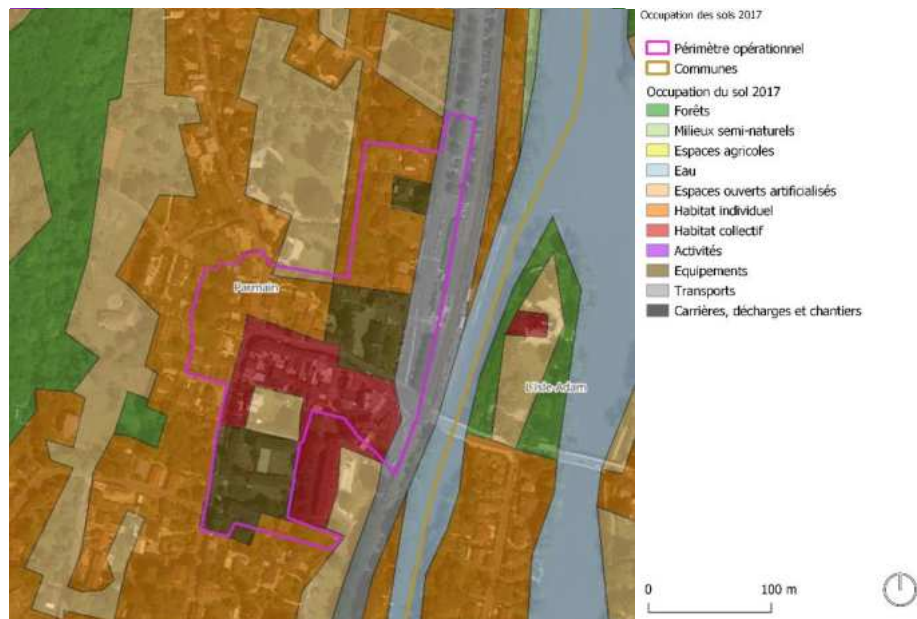 Occupation des sols 2017
Périmètre opérationnel
Communes
Occupation du sol 2017
Forêts
Milieux semi-naturels
Espaces agricoles
Eau
Espaces ouverts artificialisés
Habitat individuel
Habitat collectif
Activités
Equipements
Transports
Carrières, décharges et chantiers
Parmain
L'Isle-Adam
0 100 m